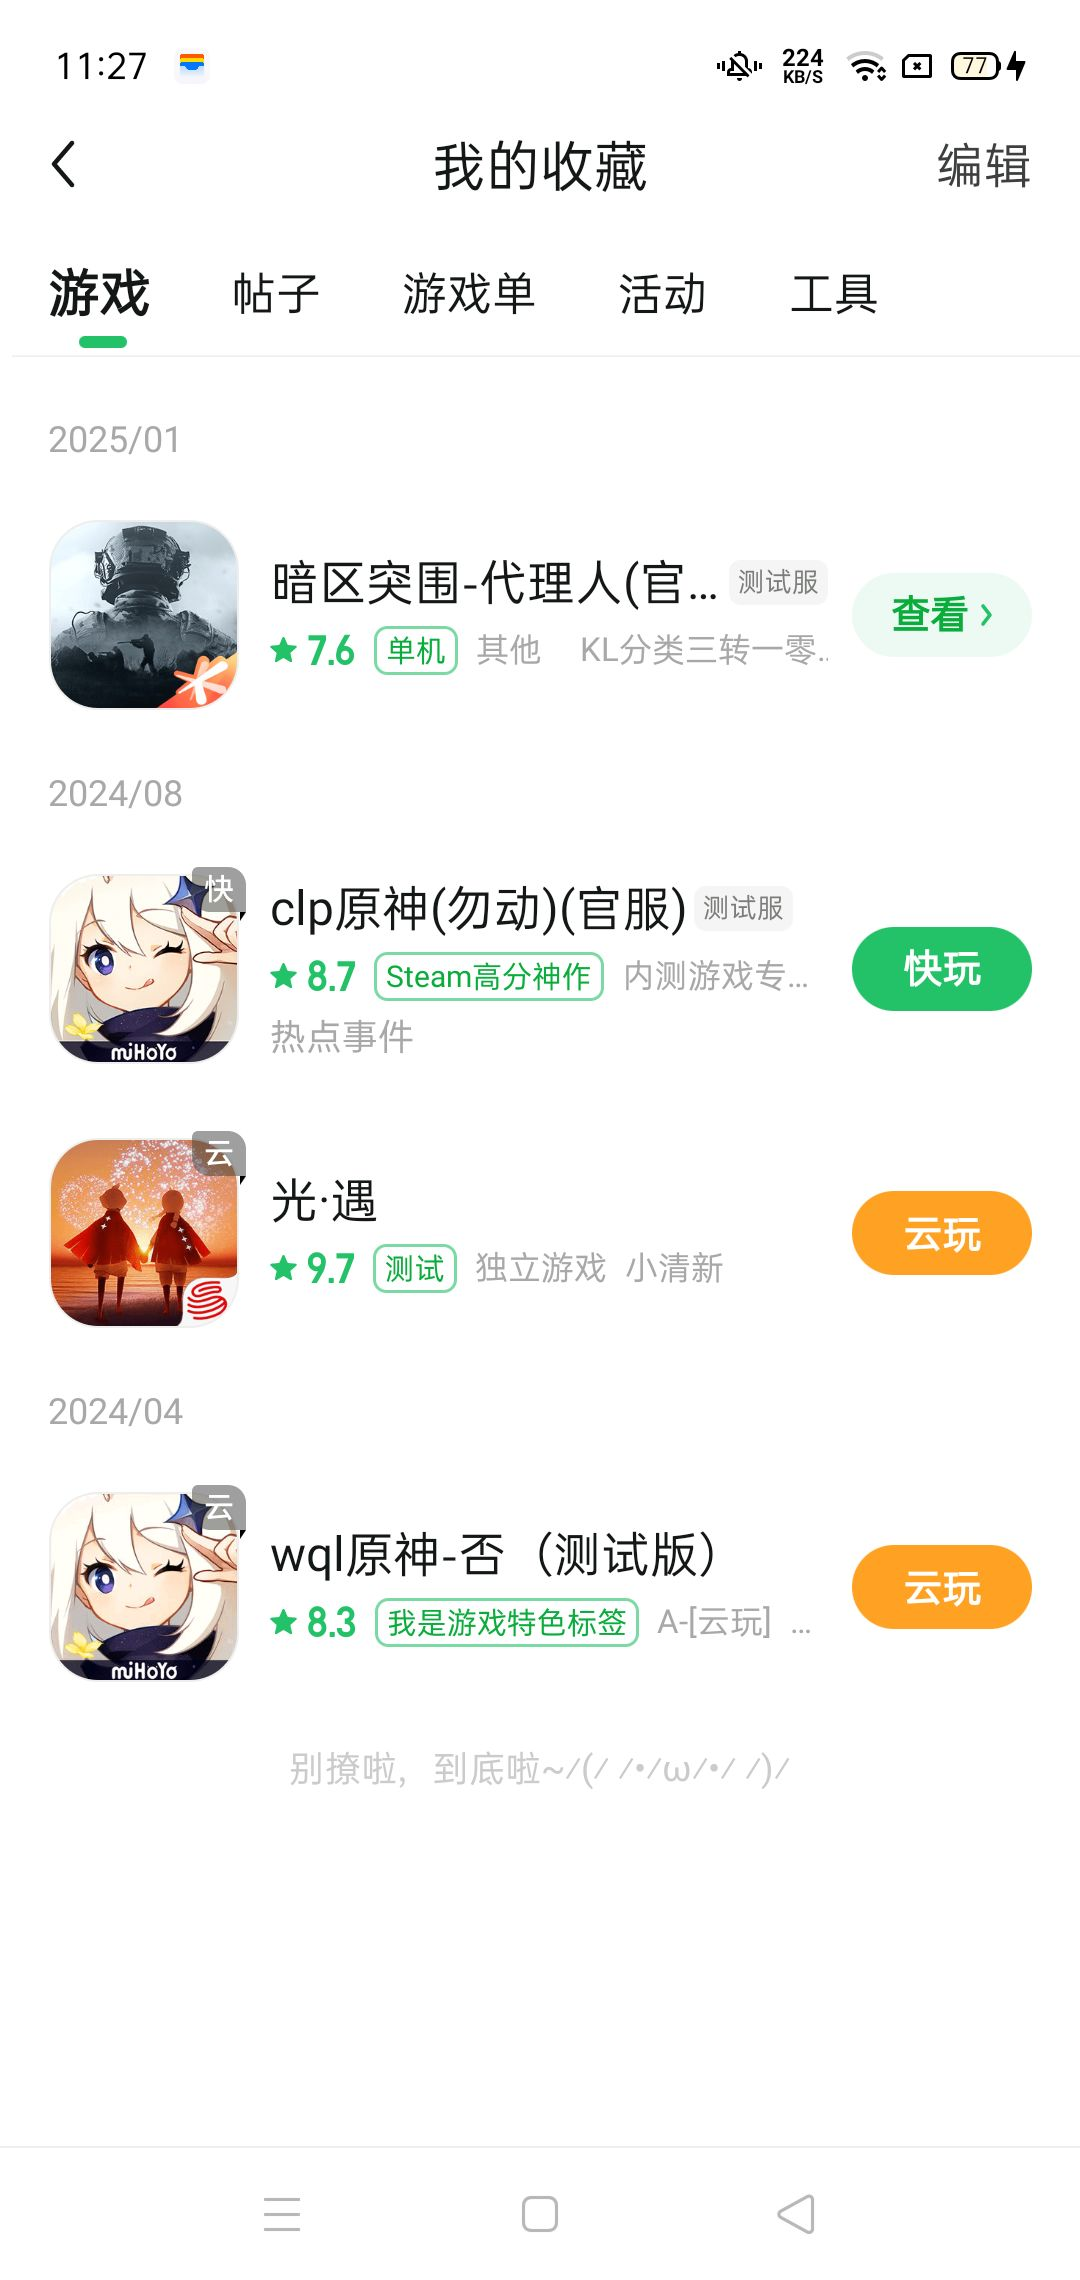 11:27
224
KB/S
77
我的收藏
编辑
游戏 帖子 游戏单 活动 工具
2025/01
暗区突围-代理人(官... 测试服
7.6 单机 其他 KL分类三转一零..
查看 ›
2024/08
快
clp原神(勿动)(官服) 测试服
8.7 Steam高分神作 内测游戏专...
热点事件
快玩
miHoYo
云
光·遇
9.7 测试 独立游戏 小清新
云玩
2024/04
云
wql原神-否（测试版）
8.3 我是游戏特色标签 A-[云玩] ...
云玩
miHoYo
别撩啦，到底啦~⁄(⁄ ⁄•⁄ω⁄•⁄ ⁄)⁄